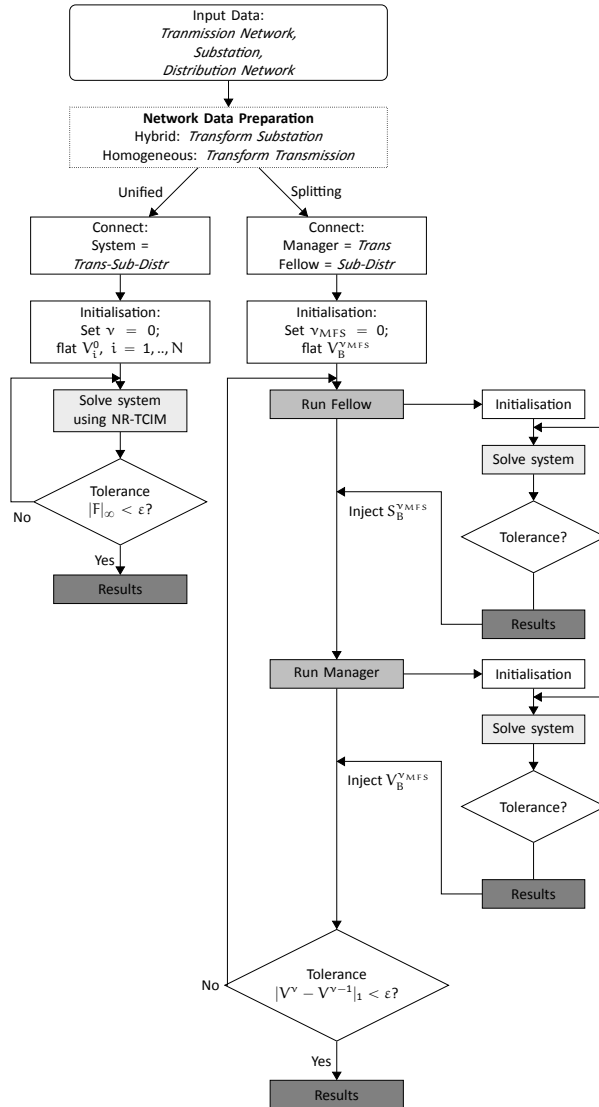 Input Data:
Tranmission Network,
Substation,
Distribution Network
Network Data Preparation
Hybrid: Transform Substation
Homogeneous: Transform Transmission
Unified
Splitting
Connect:
System =
Trans-Sub-Distr
Connect:
Manager = Trans
Fellow = Sub-Distr
Initialisation:
Set ν = 0;
flat V_i^0, i = 1,..,N
Initialisation:
Set ν_MFS = 0;
flat V_B^{ν_MFS}
Solve system
using NR-TCIM
Run Fellow
Initialisation
Solve system
Tolerance
|F|_∞ < ε?
No
Yes
Results
Inject S_B^{ν_MFS}
Tolerance?
Results
Run Manager
Initialisation
Solve system
Inject V_B^{ν_MFS}
Tolerance?
Results
Tolerance
|V^ν − V^{ν−1}|_1 < ε?
No
Yes
Results